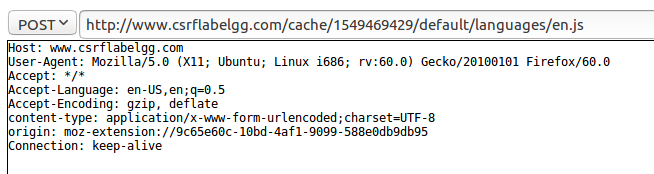 POST http://www.csrflabelgg.com/cache/1549469429/default/languages/en.js
Host: www.csrflabelgg.com
User-Agent: Mozilla/5.0 (X11; Ubuntu; Linux i686; rv:60.0) Gecko/20100101 Firefox/60.0
Accept: */*
Accept-Language: en-US,en;q=0.5
Accept-Encoding: gzip, deflate
content-type: application/x-www-form-urlencoded;charset=UTF-8
origin: moz-extension://9c65e60c-10bd-4af1-9099-588e0db9db95
Connection: keep-alive